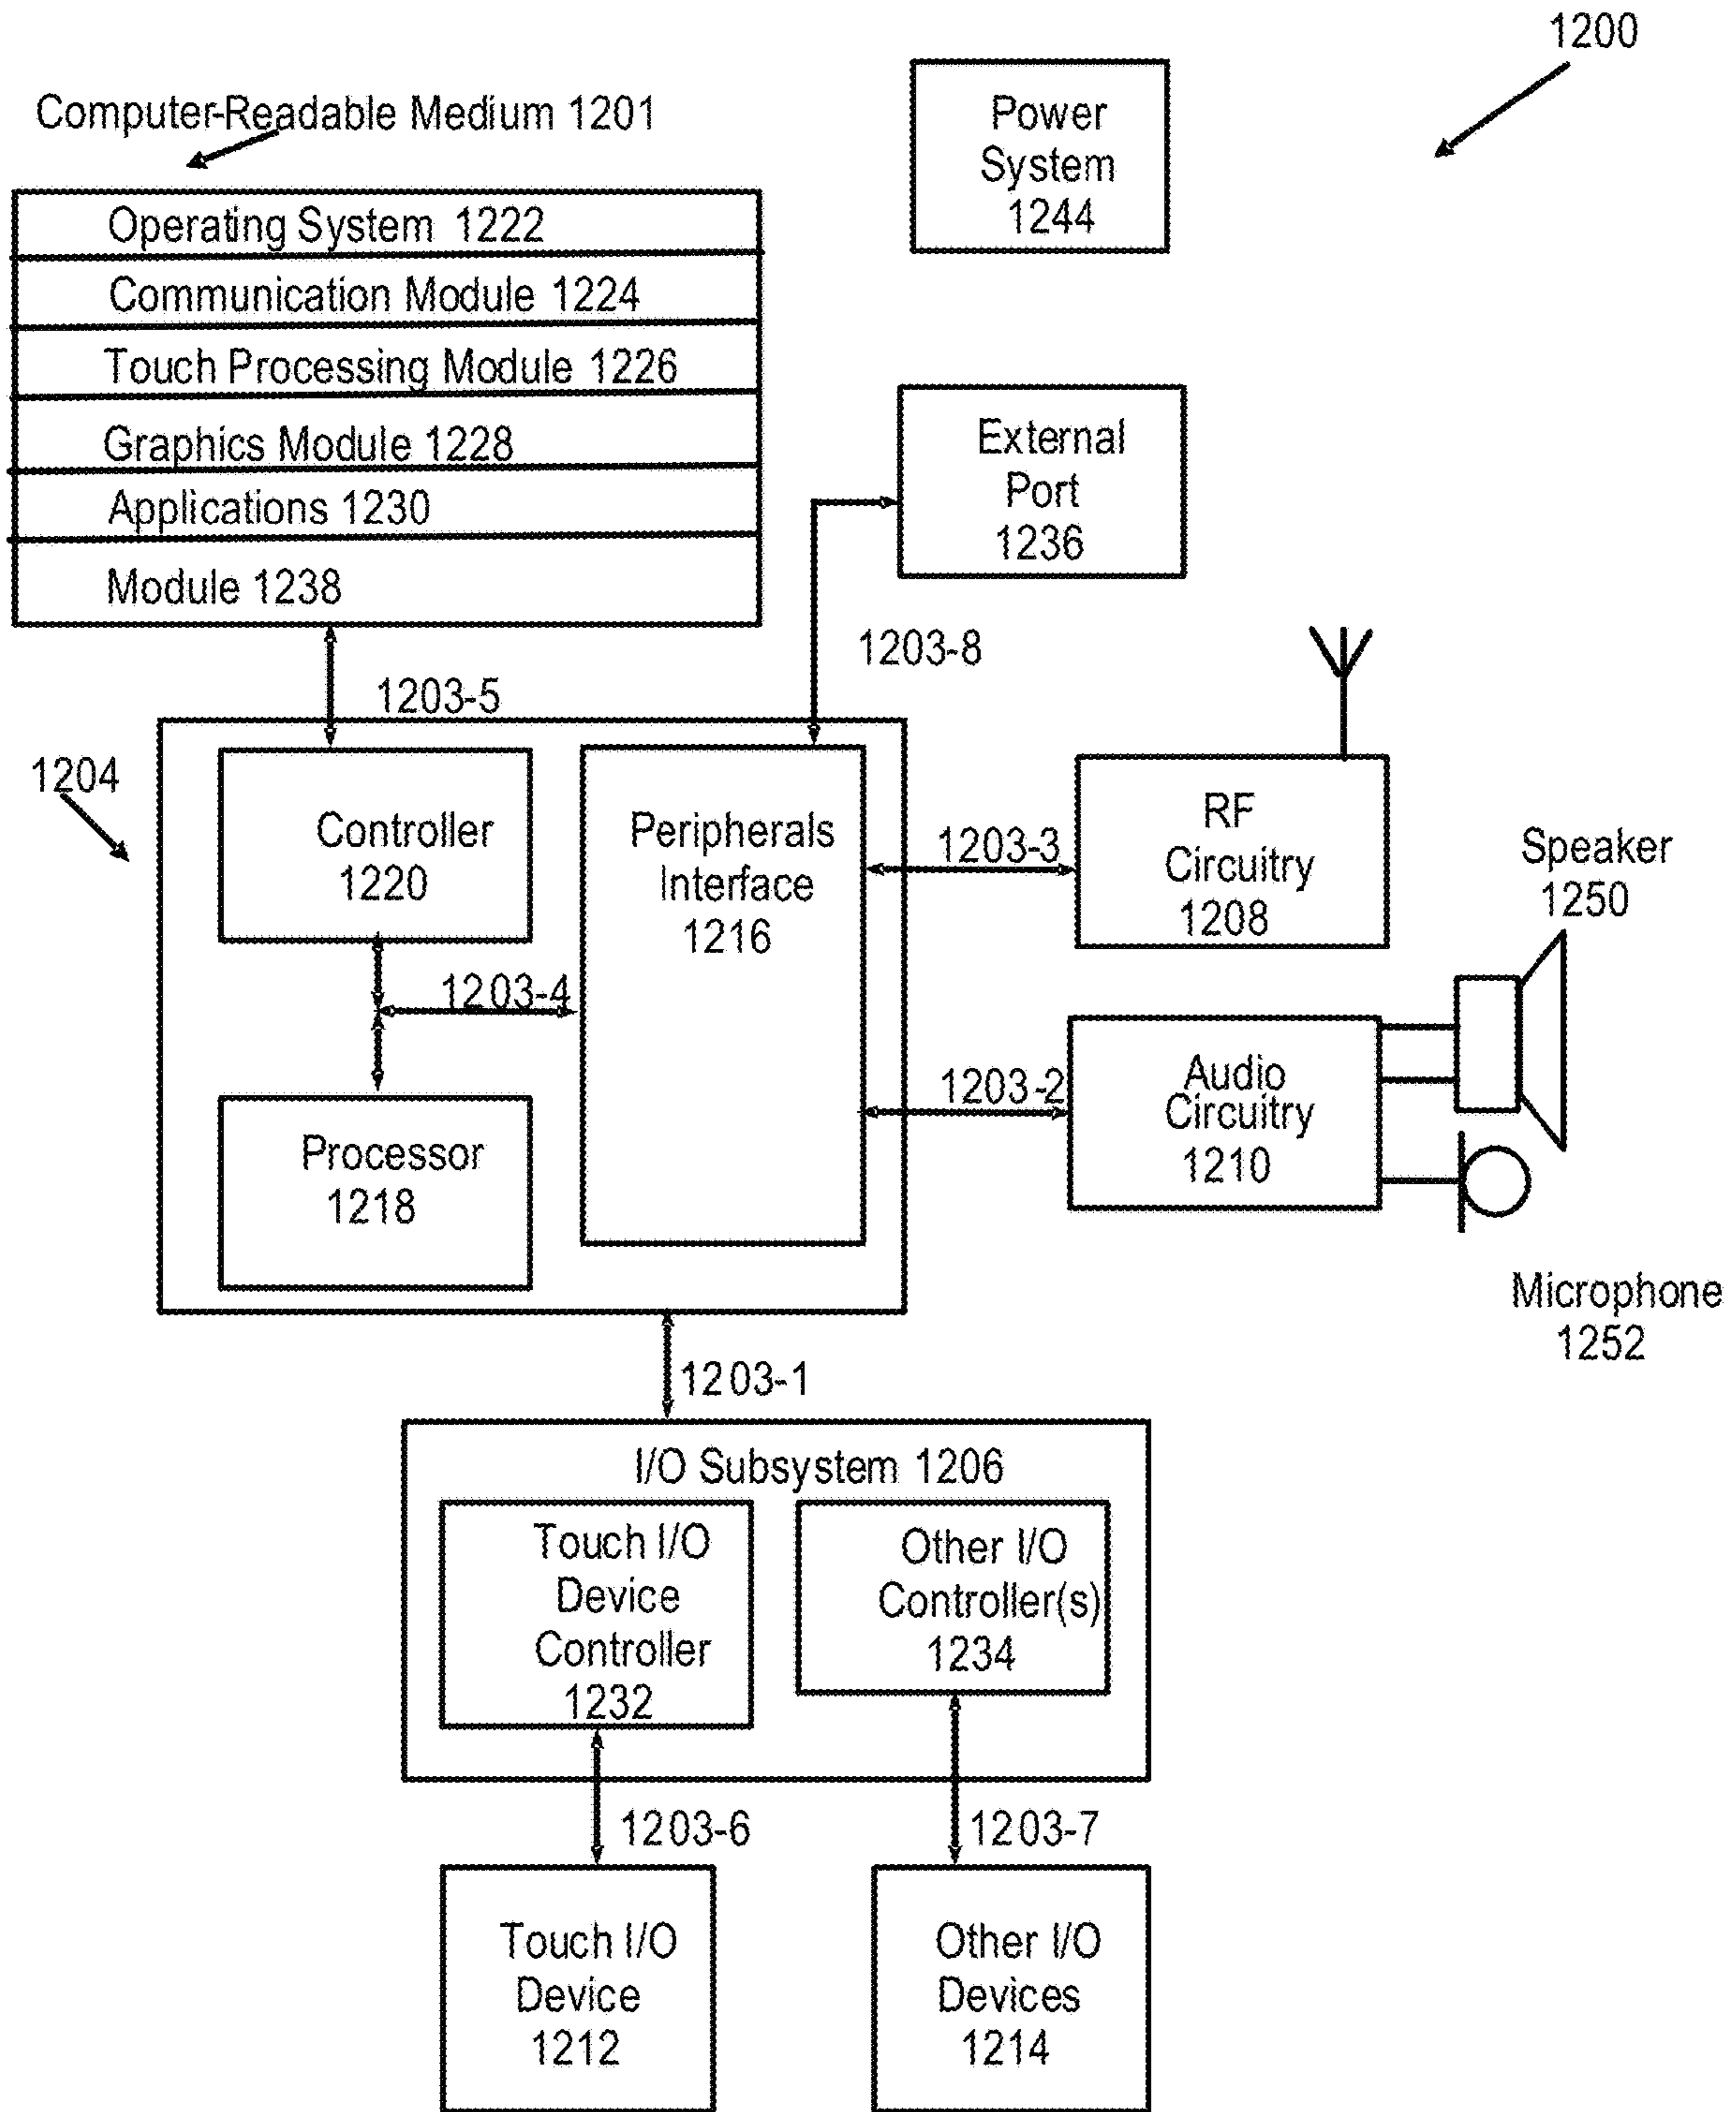 1200
Computer-Readable Medium 1201
Power
System
1244
Operating System 1222
Communication Module 1224
Touch Processing Module 1226
Graphics Module 1228
Applications 1230
Module 1238
External
Port
1236
1203-8
1203-5
1204
Controller
1220
Peripherals
Interface
1216
1203-3
RF
Circuitry
1208
Speaker
1250
1203-4
1203-2
Audio
Circuitry
1210
Processor
1218
Microphone
1252
1203-1
I/O Subsystem 1206
Touch I/O
Device
Controller
1232
Other I/O
Controller(s)
1234
1203-6
1203-7
Touch I/O
Device
1212
Other I/O
Devices
1214